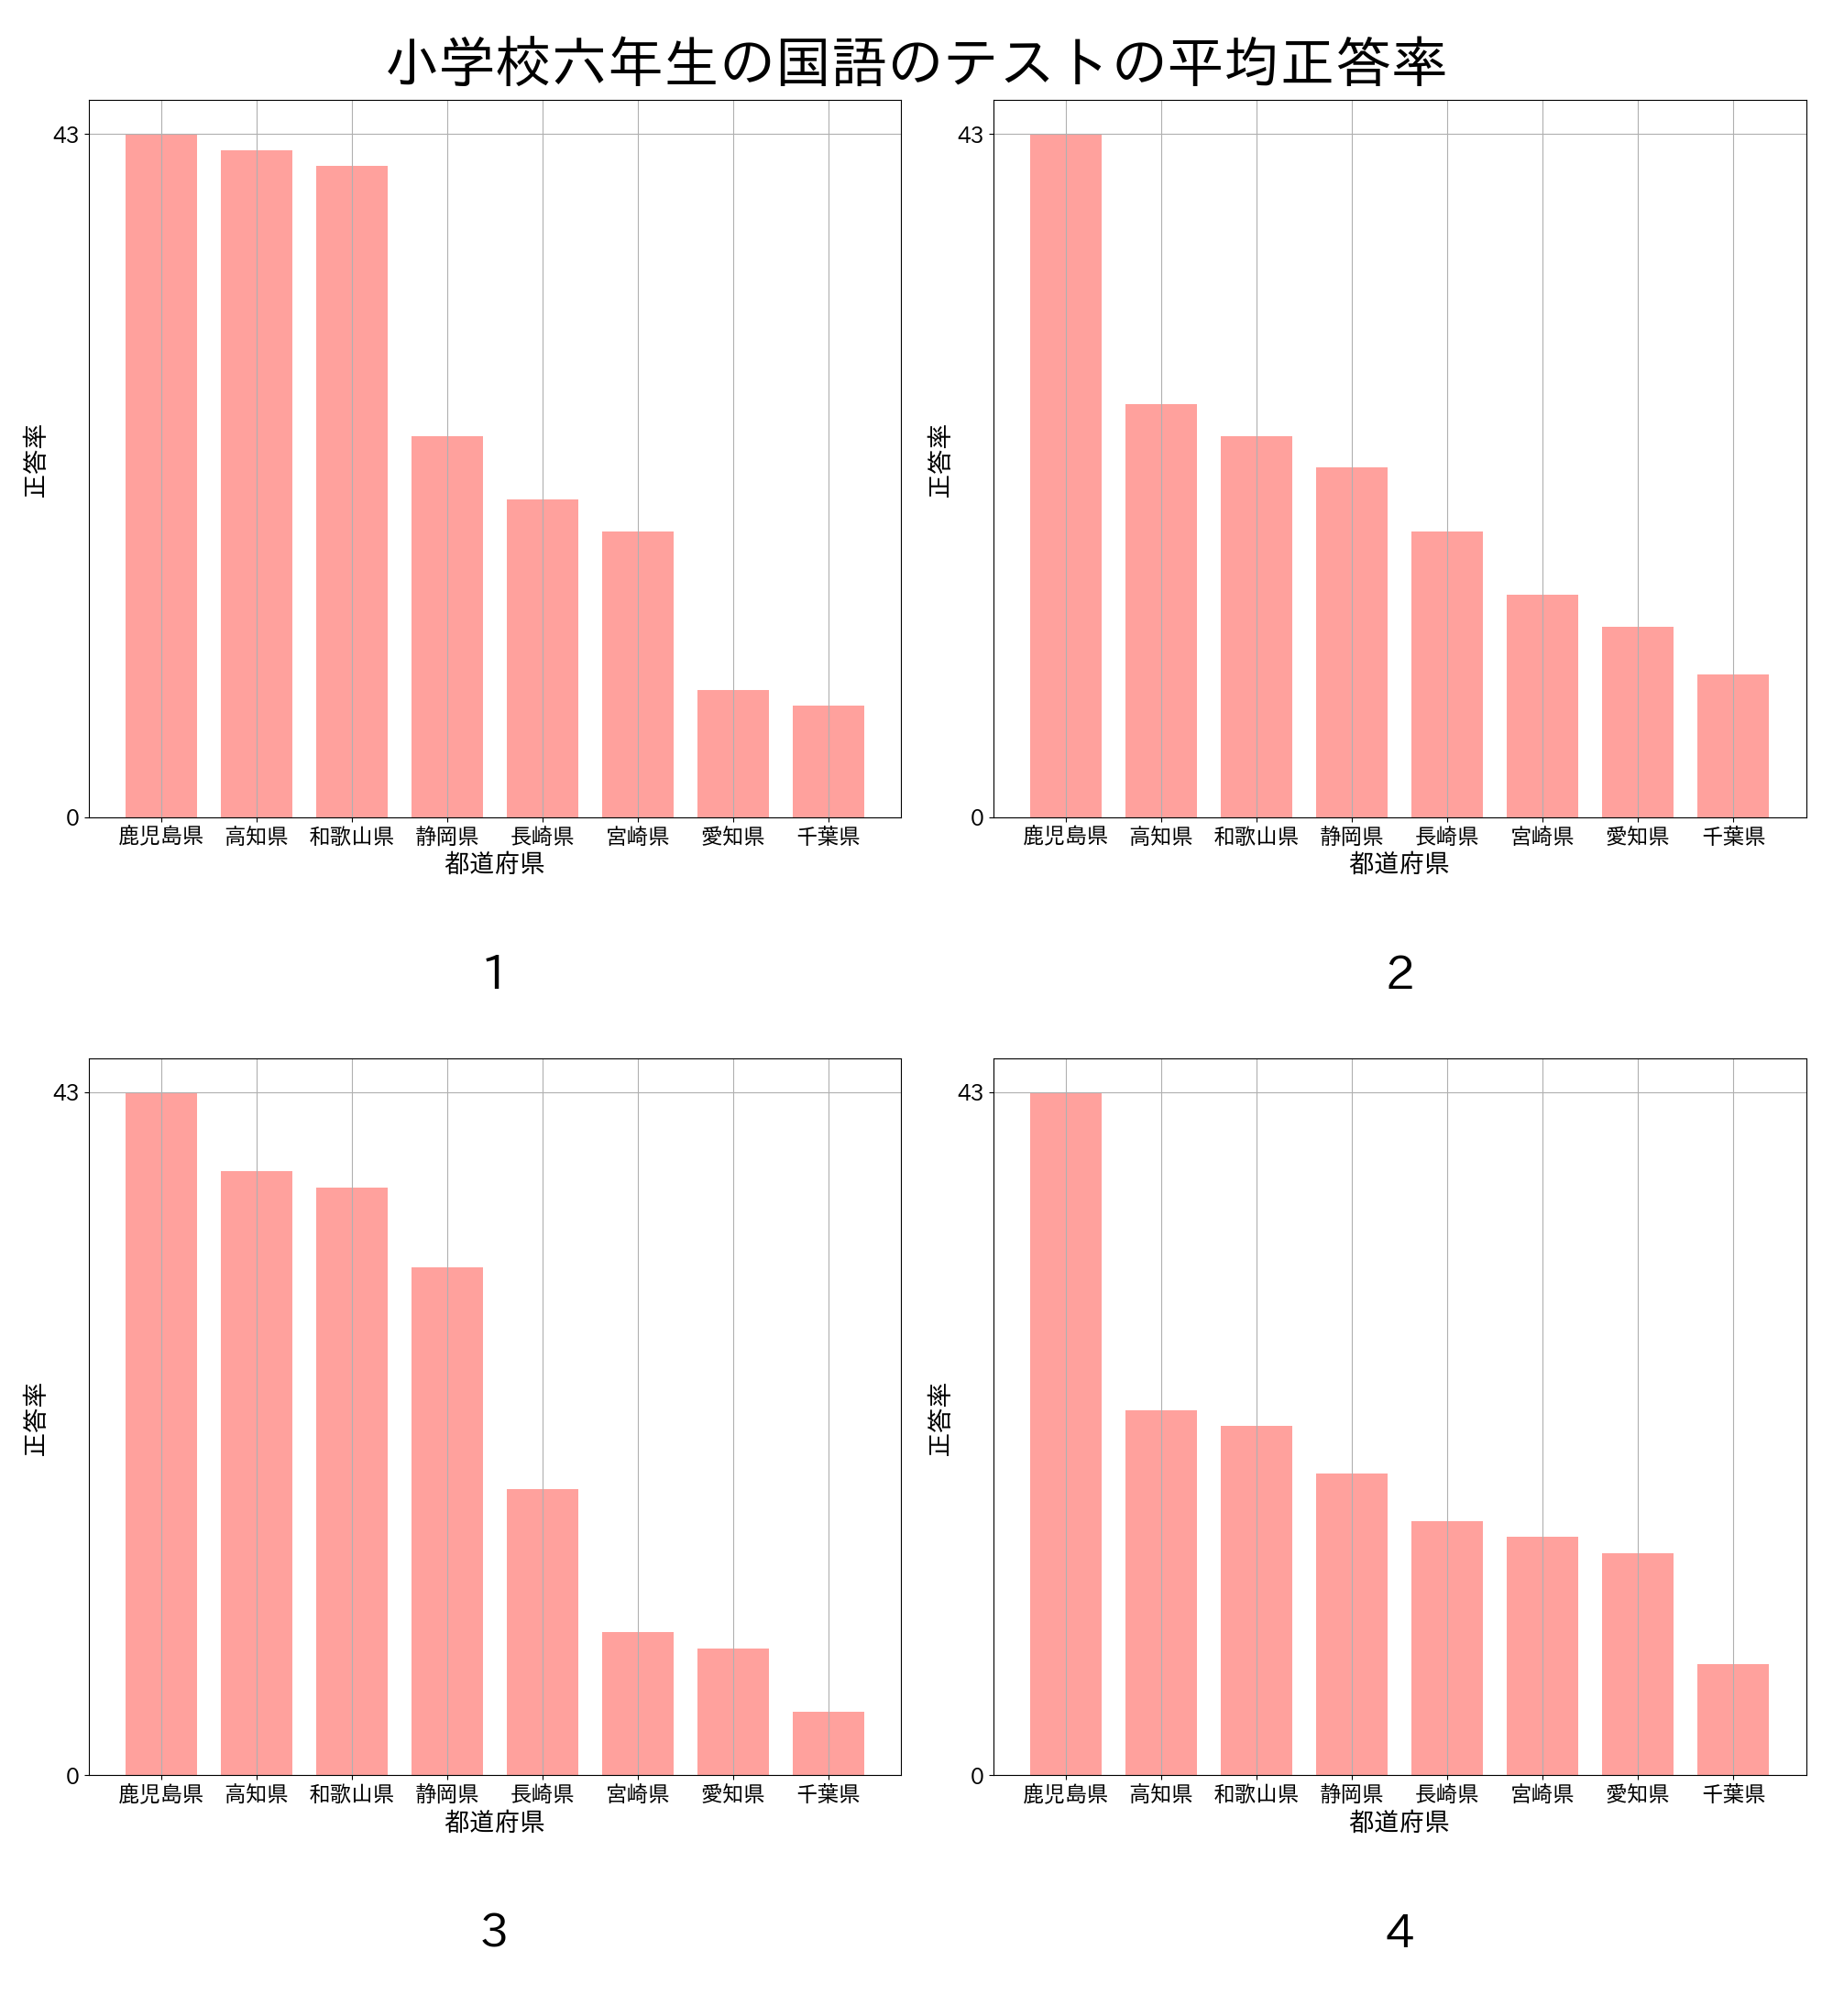 小学校六年生の国語のテストの平均正答率
43
0
正答率
鹿児島県 高知県 和歌山県 静岡県 長崎県 宮崎県 愛知県 千葉県
都道府県
1
43
0
正答率
鹿児島県 高知県 和歌山県 静岡県 長崎県 宮崎県 愛知県 千葉県
都道府県
2
43
0
正答率
鹿児島県 高知県 和歌山県 静岡県 長崎県 宮崎県 愛知県 千葉県
都道府県
3
43
0
正答率
鹿児島県 高知県 和歌山県 静岡県 長崎県 宮崎県 愛知県 千葉県
都道府県
4